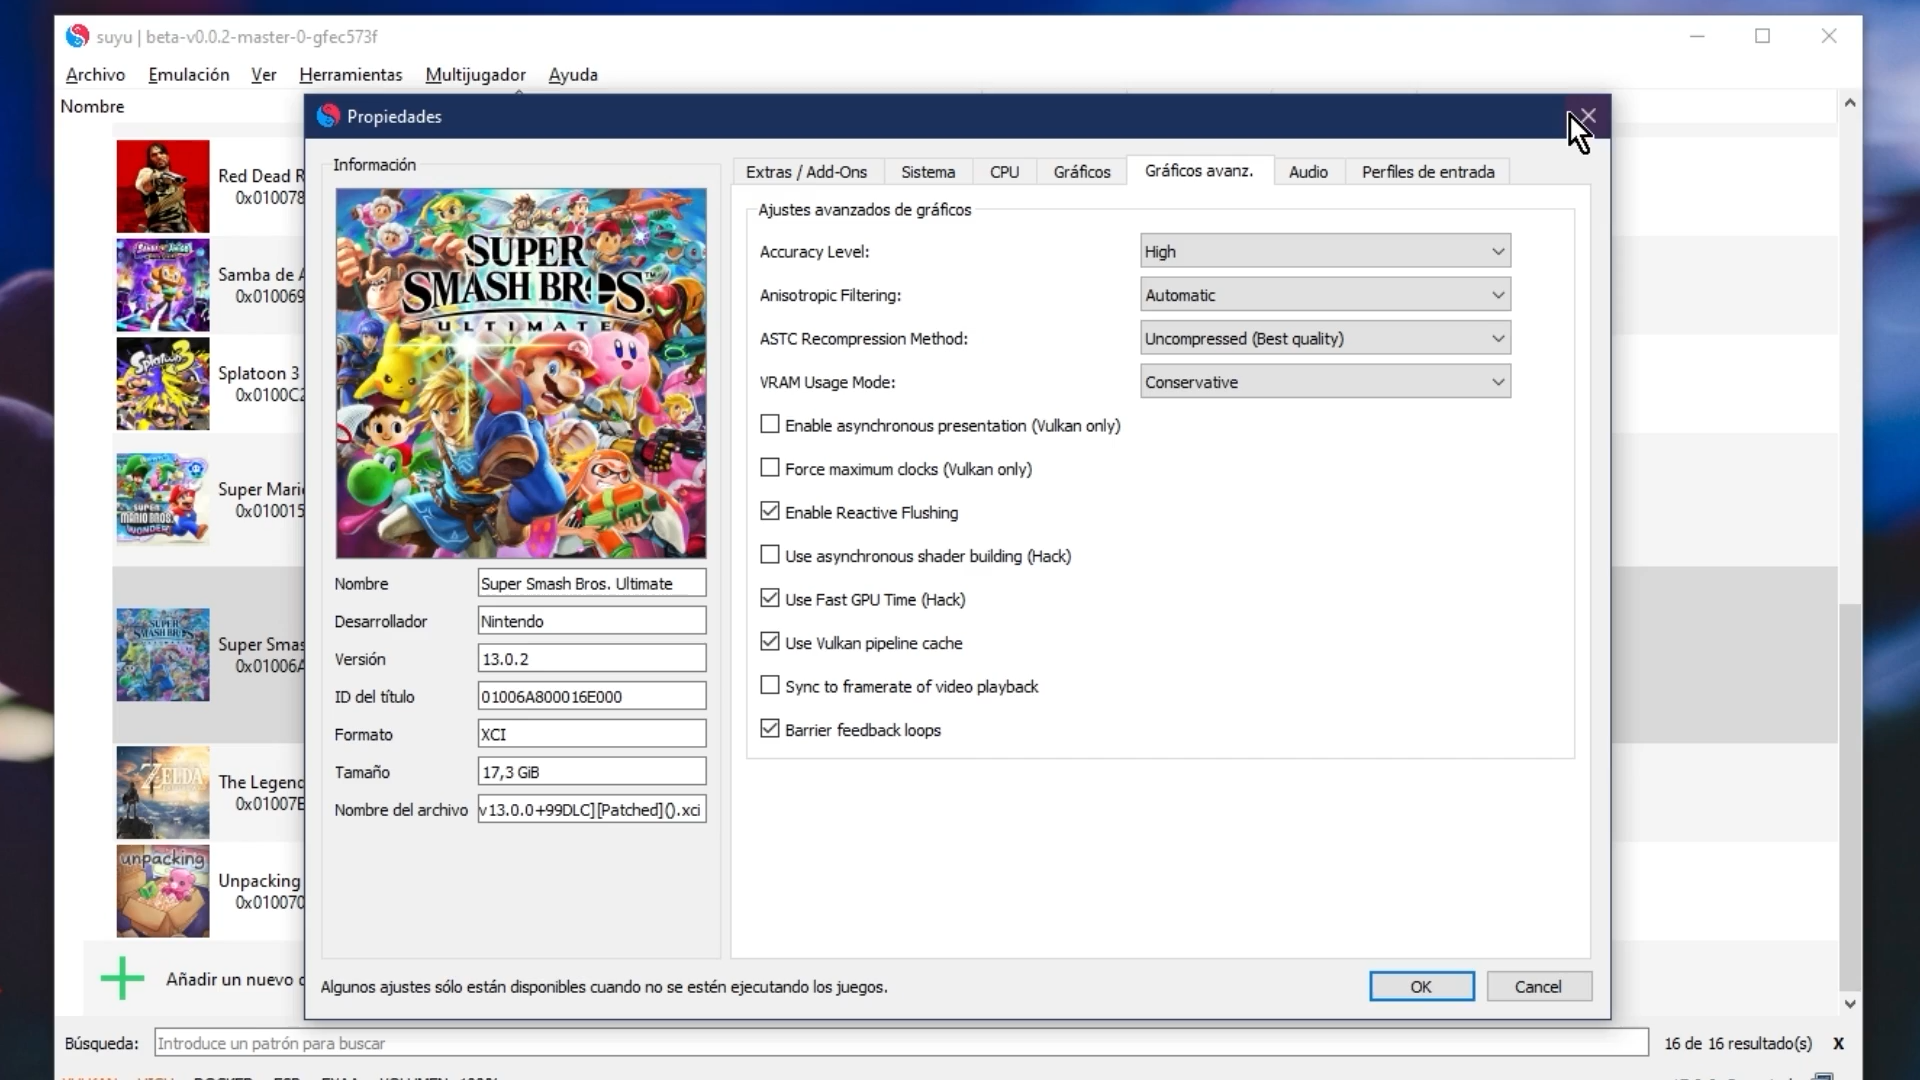 suyu | beta-v0.0.2-master-0-gfec573f
Archivo Emulación Ver Herramientas Multijugador Ayuda
Nombre
Red Dead R
0x010078
Samba de A
0x010069
Splatoon 3
0x0100C2
Super Mari
0x010015
Super Smas
0x01006A
The Legend
0x01007E
Unpacking
0x010070
Añadir un nuevo
Propiedades
Información
SUPER
SMASH BROS.™
ULTIMATE
Nombre Super Smash Bros. Ultimate
Desarrollador Nintendo
Versión 13.0.2
ID del título 01006A800016E000
Formato XCI
Tamaño 17,3 GiB
Nombre del archivo v13.0.0+99DLC][Patched]().xci
Extras / Add-Ons Sistema CPU Gráficos Gráficos avanz. Audio Perfiles de entrada
Ajustes avanzados de gráficos
Accuracy Level: High
Anisotropic Filtering: Automatic
ASTC Recompression Method: Uncompressed (Best quality)
VRAM Usage Mode: Conservative
Enable asynchronous presentation (Vulkan only)
Force maximum clocks (Vulkan only)
Enable Reactive Flushing
Use asynchronous shader building (Hack)
Use Fast GPU Time (Hack)
Use Vulkan pipeline cache
Sync to framerate of video playback
Barrier feedback loops
Algunos ajustes sólo están disponibles cuando no se estén ejecutando los juegos.
OK Cancel
Búsqueda: Introduce un patrón para buscar 16 de 16 resultado(s) X